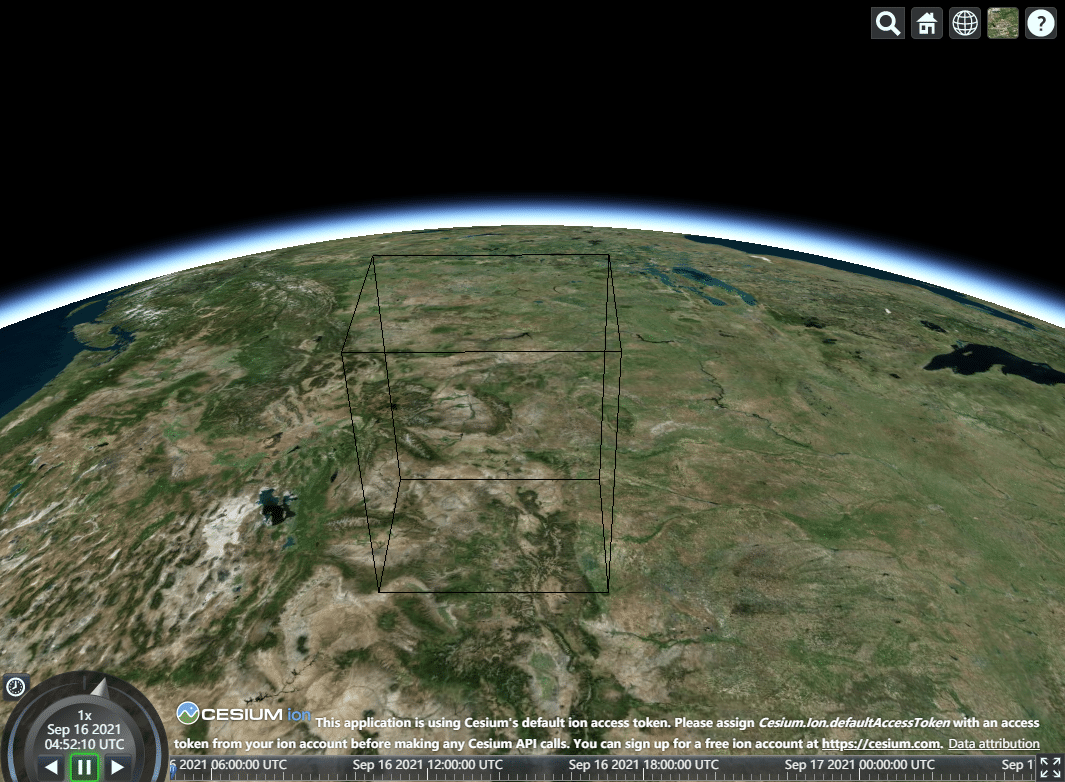 ?
1x
Sep 16 2021
04:52:10 UTC
CESIUM ion This application is using Cesium's default ion access token. Please assign Cesium.Ion.defaultAccessToken with an access
token from your ion account before making any Cesium API calls. You can sign up for a free ion account at https://cesium.com. Data attribution
6 2021 06:00:00 UTC Sep 16 2021 12:00:00 UTC Sep 16 2021 18:00:00 UTC Sep 17 2021 00:00:00 UTC Sep 1